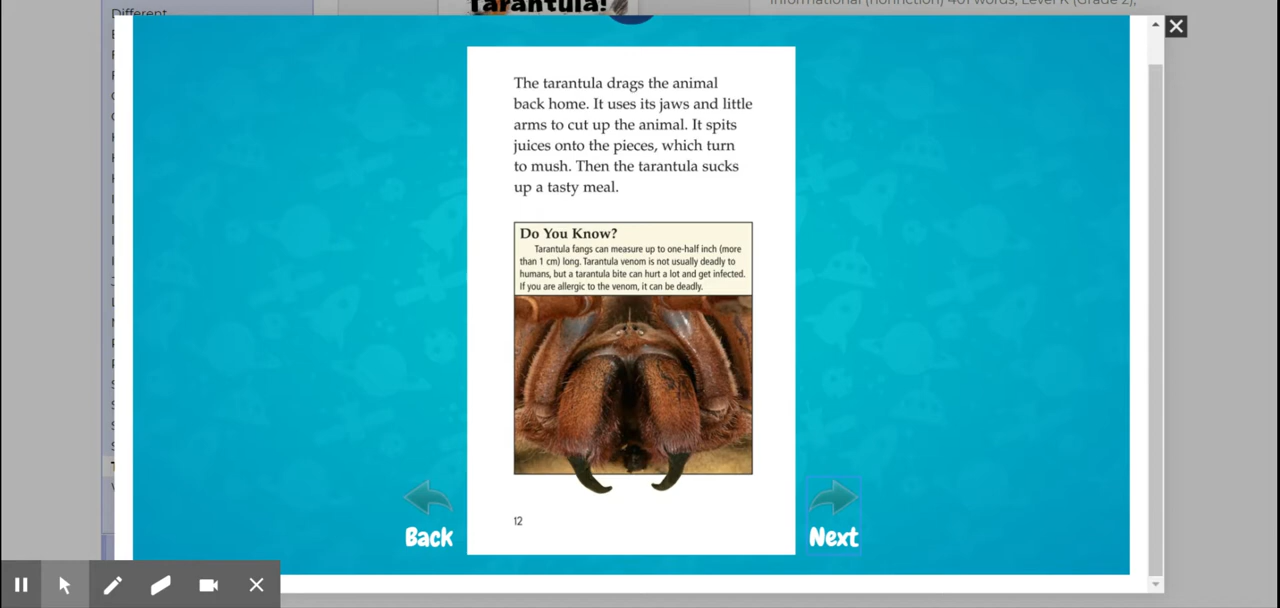 Different
Tarantula!
Informational (nonfiction) 401 words, Level K (Grade 2),
The tarantula drags the animal
back home. It uses its jaws and little
arms to cut up the animal. It spits
juices onto the pieces, which turn
to mush. Then the tarantula sucks
up a tasty meal.
Do You Know?
Tarantula fangs can measure up to one-half inch (more
than 1 cm) long. Tarantula venom is not usually deadly to
humans, but a tarantula bite can hurt a lot and get infected.
If you are allergic to the venom, it can be deadly.
12
Back
Next